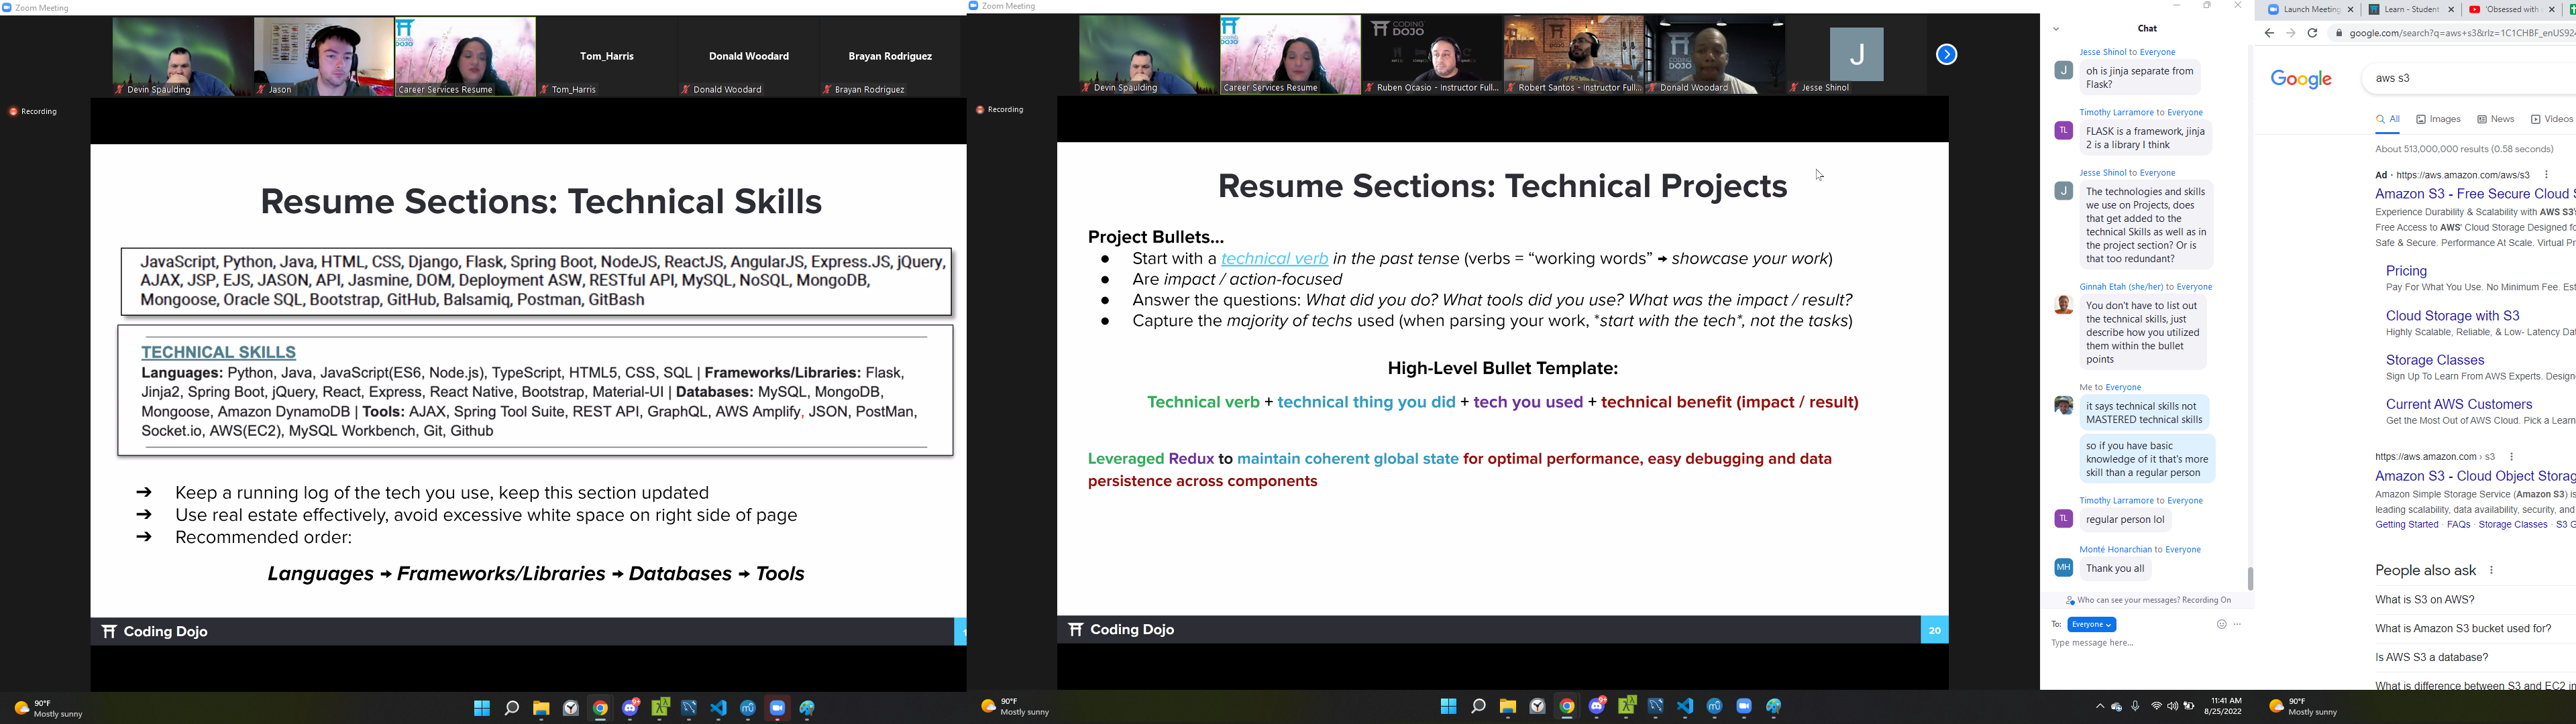 Zoom Meeting
CODING
DOJO
Tom_Harris
Donald Woodard
Brayan Rodriguez
Devin Spaulding
Jason
Career Services Resume
Tom_Harris
Donald Woodard
Brayan Rodriguez
Recording
Resume Sections: Technical Skills
JavaScript, Python, Java, HTML, CSS, Django, Flask, Spring Boot, NodeJS, ReactJS, AngularJS, Express.JS, jQuery,
AJAX, JSP, EJS, JASON, API, Jasmine, DOM, Deployment ASW, RESTful API, MySQL, NoSQL, MongoDB,
Mongoose, Oracle SQL, Bootstrap, GitHub, Balsamiq, Postman, GitBash
TECHNICAL SKILLS
Languages: Python, Java, JavaScript(ES6, Node.js), TypeScript, HTML5, CSS, SQL | Frameworks/Libraries: Flask,
Jinja2, Spring Boot, jQuery, React, Express, React Native, Bootstrap, Material-UI | Databases: MySQL, MongoDB,
Mongoose, Amazon DynamoDB | Tools: AJAX, Spring Tool Suite, REST API, GraphQL, AWS Amplify, JSON, PostMan,
Socket.io, AWS(EC2), MySQL Workbench, Git, Github
➔ Keep a running log of the tech you use, keep this section updated
➔ Use real estate effectively, avoid excessive white space on right side of page
➔ Recommended order:
Languages → Frameworks/Libraries → Databases → Tools
Coding Dojo
90°F
Mostly sunny
Zoom Meeting
CODING
DOJO
J
Devin Spaulding
Career Services Resume
Ruben Ocasio - Instructor Full...
Robert Santos - Instructor Full...
Donald Woodard
Jesse Shinol
Recording
Resume Sections: Technical Projects
Project Bullets...
● Start with a technical verb in the past tense (verbs = “working words” → showcase your work)
● Are impact / action-focused
● Answer the questions: What did you do? What tools did you use? What was the impact / result?
● Capture the majority of techs used (when parsing your work, *start with the tech*, not the tasks)
High-Level Bullet Template:
Technical verb + technical thing you did + tech you used + technical benefit (impact / result)
Leveraged Redux to maintain coherent global state for optimal performance, easy debugging and data
persistence across components
Coding Dojo
20
90°F
Mostly sunny
Chat
Jesse Shinol to Everyone
J
oh is jinja separate from
Flask?
Timothy Larramore to Everyone
TL
FLASK is a framework, jinja
2 is a library I think
Jesse Shinol to Everyone
J
The technologies and skills
we use on Projects, does
that get added to the
technical Skills as well as in
the project section? Or is
that too redundant?
Ginnah Etah (she/her) to Everyone
You don't have to list out
the technical skills, just
describe how you utilized
them within the bullet
points
Me to Everyone
it says technical skills not
MASTERED technical skills
so if you have basic
knowledge of it that's more
skill than a regular person
Timothy Larramore to Everyone
TL
regular person lol
Monté Honarchian to Everyone
MH
Thank you all
Who can see your messages? Recording On
To: Everyone
Type message here...
11:41 AM
8/25/2022
Launch Meeting
Learn - Student
'Obsessed with
google.com/search?q=aws+s3&rlz=1C1CHBF_enUS924
Google
aws s3
All
Images
News
Videos
About 513,000,000 results (0.58 seconds)
Ad · https://aws.amazon.com/aws/s3
Amazon S3 - Free Secure Cloud
Experience Durability & Scalability with AWS S3
Free Access to AWS' Cloud Storage Designed
Safe & Secure. Performance At Scale. Virtual
Pricing
Pay For What You Use. No Minimum Fee.
Cloud Storage with S3
Highly Scalable, Reliable, & Low- Latency
Storage Classes
Sign Up To Learn From AWS Experts.
Current AWS Customers
Get the Most Out of AWS Cloud. Pick a
https://aws.amazon.com › s3
Amazon S3 - Cloud Object
Amazon Simple Storage Service (Amazon S3) is
leading scalability, data availability, security, and
Getting Started · FAQs · Storage Classes · S3
People also ask
What is S3 on AWS?
What is Amazon S3 bucket used for?
Is AWS S3 a database?
What is difference between S3 and EC2
90°F
Mostly sunny